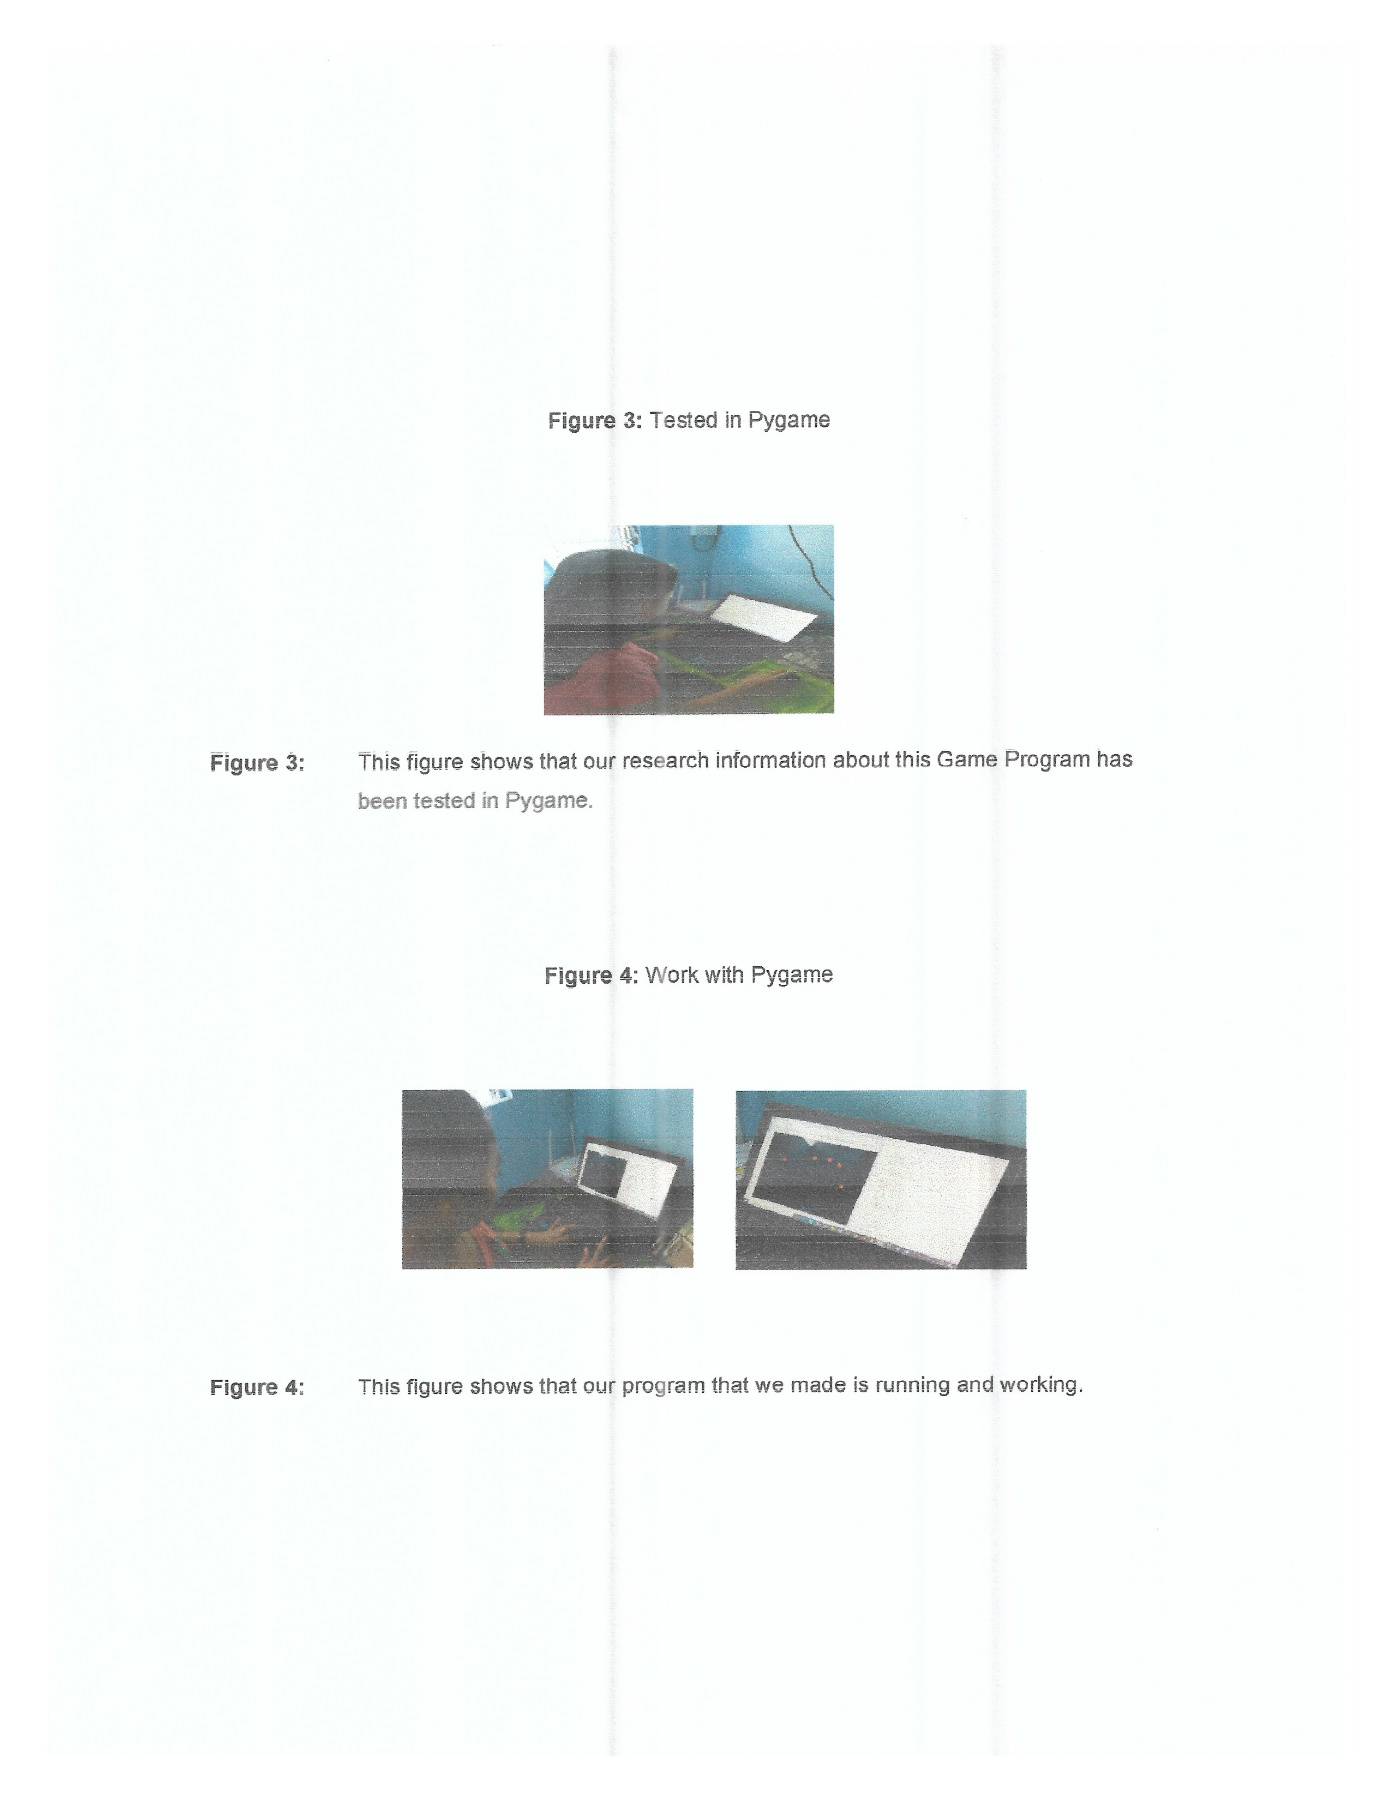 Figure 3: Tested in Pygame
Figure 3: This figure shows that our research information about this Game Program has
been tested in Pygame.
Figure 4: Work with Pygame
Figure 4: This figure shows that our program that we made is running and working.